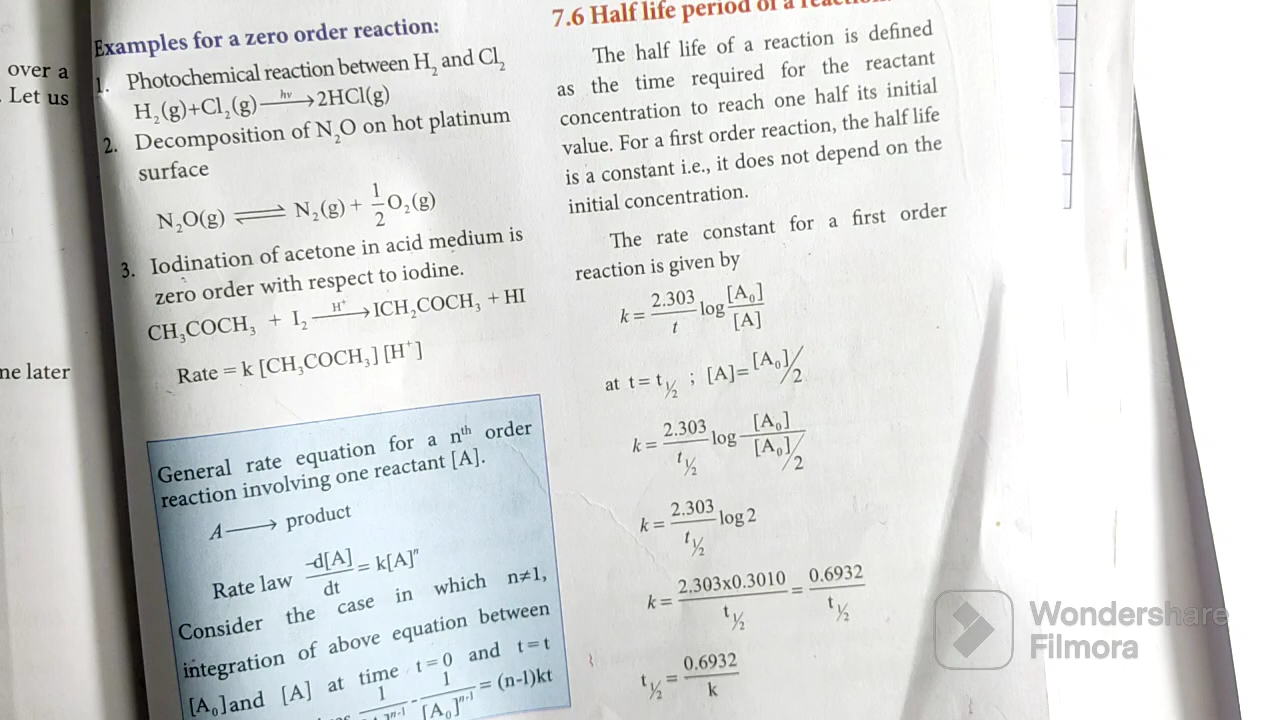 over a
Let us
ne later
Examples for a zero order reaction:
1. Photochemical reaction between H₂ and Cl₂
H₂(g)+Cl₂(g) —hν→ 2HCl(g)
2. Decomposition of N₂O on hot platinum
surface
N₂O(g) ⇌ N₂(g) + 1/2 O₂(g)
3. Iodination of acetone in acid medium is
zero order with respect to iodine.
CH₃COCH₃ + I₂ —H⁺→ ICH₂COCH₃ + HI
Rate = k [CH₃COCH₃] [H⁺]
General rate equation for a nᵗʰ order
reaction involving one reactant [A].
A ⟶ product
Rate law -d[A]/dt = k[A]ⁿ
Consider the case in which n≠1,
integration of above equation between
[A₀]and [A] at time t=0 and t=t
1/ⁿ⁻¹ - 1/[A₀]ⁿ⁻¹ = (n-1)kt
7.6 Half life period of a
The half life of a reaction is defined
as the time required for the reactant
concentration to reach one half its initial
value. For a first order reaction, the half life
is a constant i.e., it does not depend on the
initial concentration.
The rate constant for a first order
reaction is given by
k = 2.303/t log [A₀]/[A]
at t=t½ ; [A]=[A₀]/2
k = 2.303/t½ log [A₀]/([A₀]/2)
k = 2.303/t½ log2
k = 2.303x0.3010/t½ = 0.6932/t½
t½ = 0.6932/k
Wondershare
Filmora